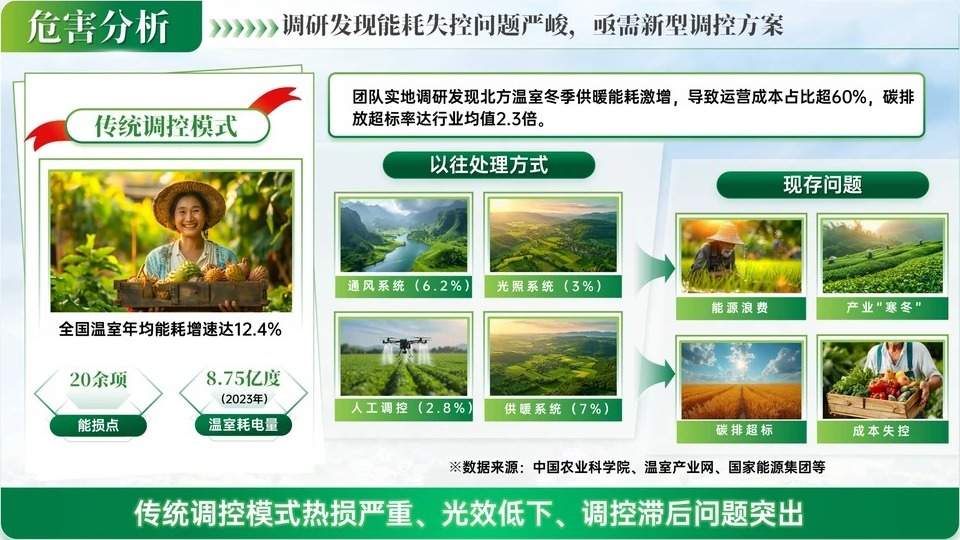 危害分析
调研发现能耗失控问题严峻，亟需新型调控方案
传统调控模式
全国温室年均能耗增速达12.4%
20余项
能损点
8.75亿度
(2023年)
温室耗电量
团队实地调研发现北方温室冬季供暖能耗激增，导致运营成本占比超60%，碳排
放超标率达行业均值2.3倍。
以往处理方式
通风系统（6.2%）
光照系统（3%）
人工调控（2.8%）
供暖系统（7%）
现存问题
能源浪费
产业“寒冬”
碳排超标
成本失控
※数据来源：中国农业科学院、温室产业网、国家能源集团等
传统调控模式热损严重、光效低下、调控滞后问题突出